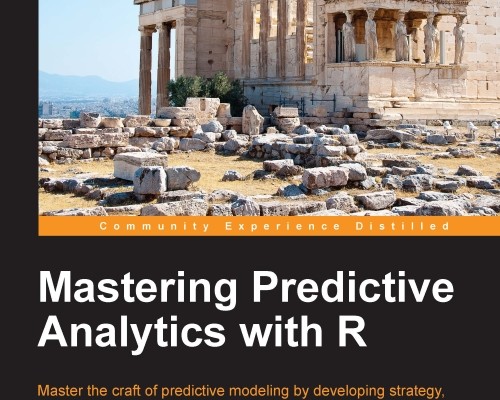 Community Experience Distilled
Mastering Predictive
Analytics with R
Master the craft of predictive modeling by developing strategy,